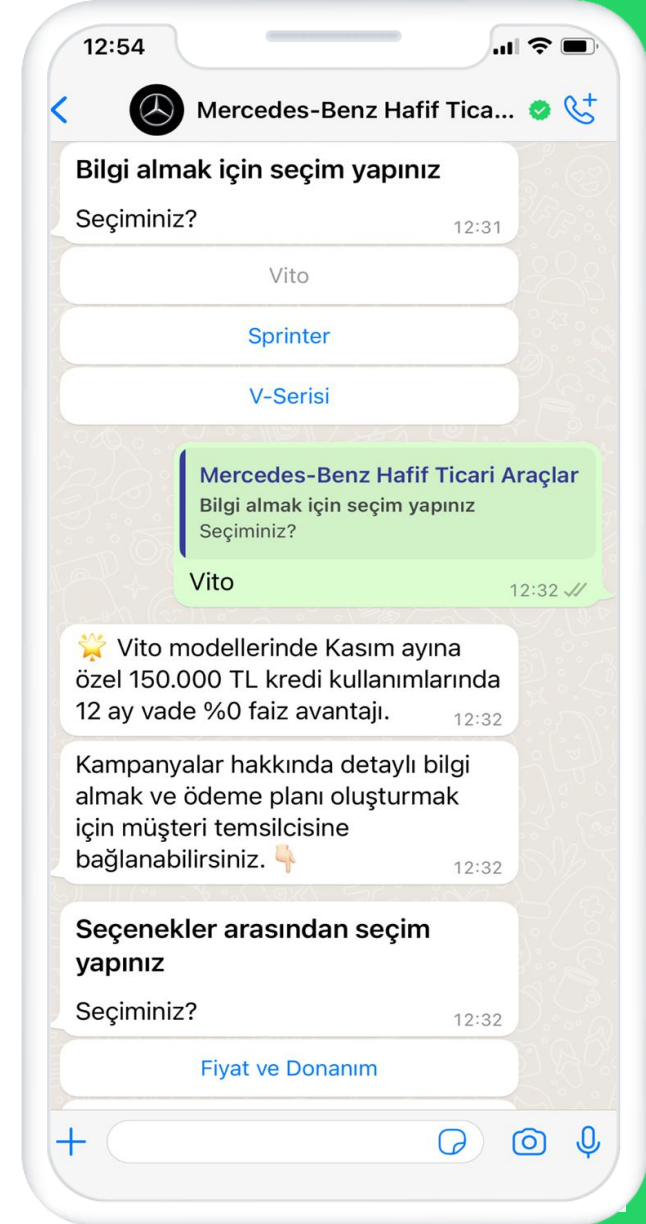 12:54
Mercedes-Benz Hafif Tica...
Bilgi almak için seçim yapınız
Seçiminiz?
12:31
Vito
Sprinter
V-Serisi
Mercedes-Benz Hafif Ticari Araçlar
Bilgi almak için seçim yapınız
Seçiminiz?
Vito
12:32
🌟 Vito modellerinde Kasım ayına
özel 150.000 TL kredi kullanımlarında
12 ay vade %0 faiz avantajı.
12:32
Kampanyalar hakkında detaylı bilgi
almak ve ödeme planı oluşturmak
için müşteri temsilcisine
bağlanabilirsiniz. 👇🏻
12:32
Seçenekler arasından seçim
yapınız
Seçiminiz?
12:32
Fiyat ve Donanım